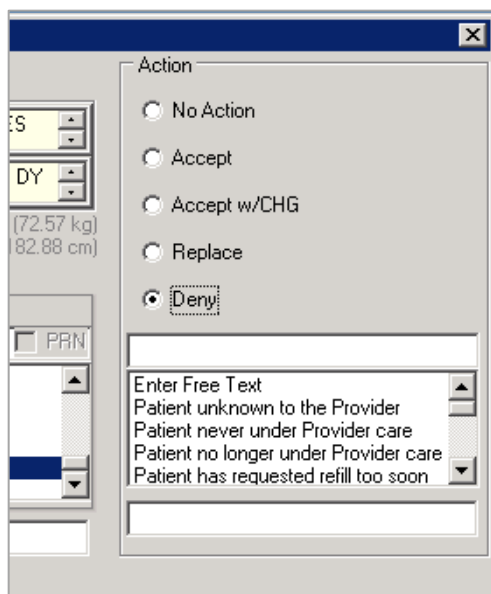 Action
ES
No Action
Accept
DY
Accept w/CHG
(72.57 kg)
182.88 cm)
Replace
Deny
PRN
Enter Free Text
Patient unknown to the Provider
Patient never under Provider care
Patient no longer under Provider care
Patient has requested refill too soon